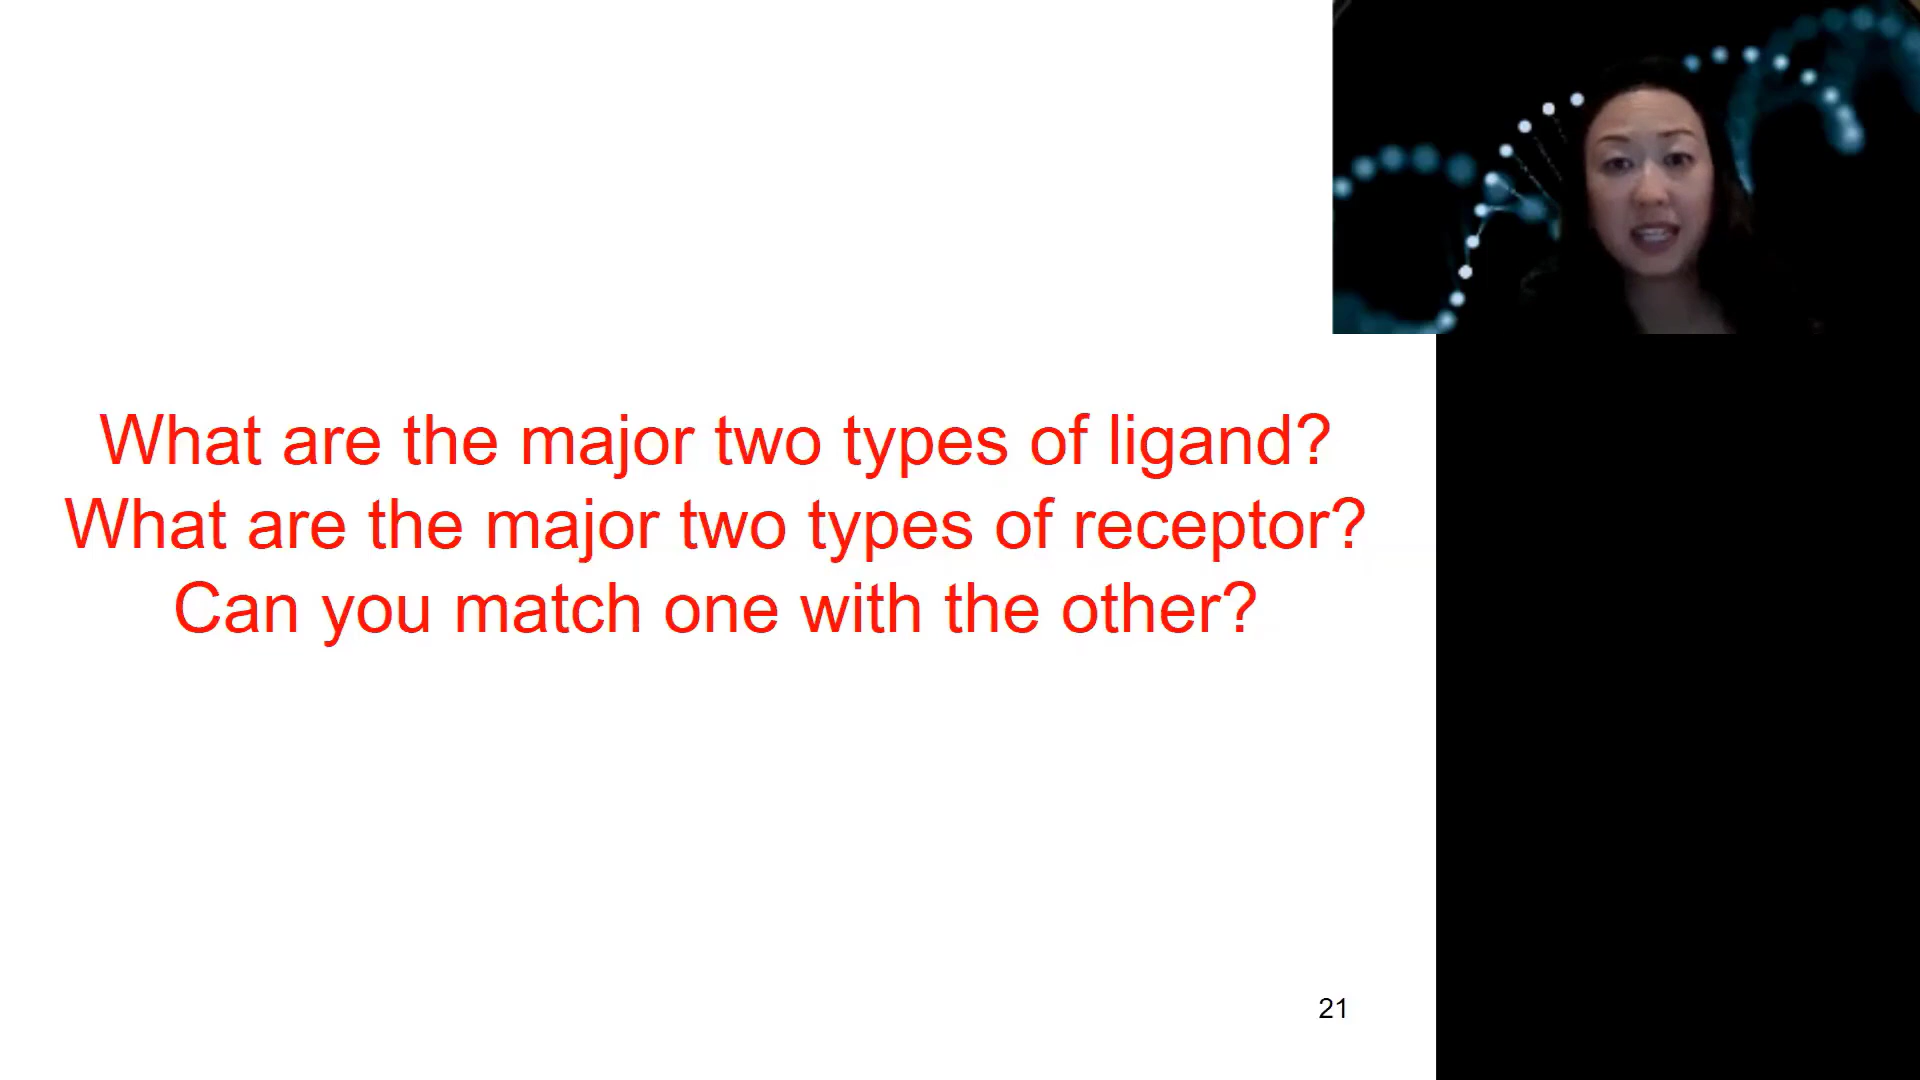 What are the major two types of ligand?
What are the major two types of receptor?
Can you match one with the other?
21